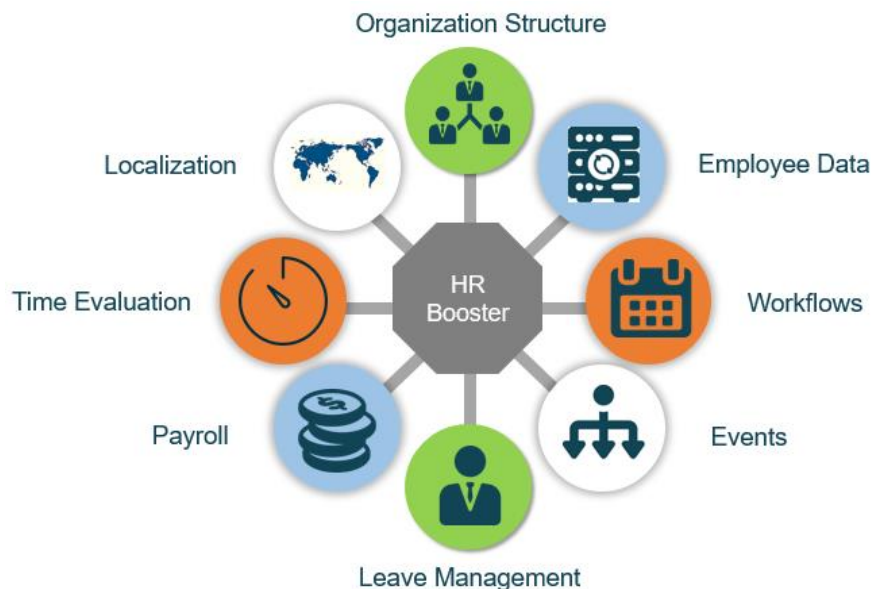 Organization Structure
Localization
Employee Data
HR
Booster
Time Evaluation
Workflows
Payroll
Events
Leave Management